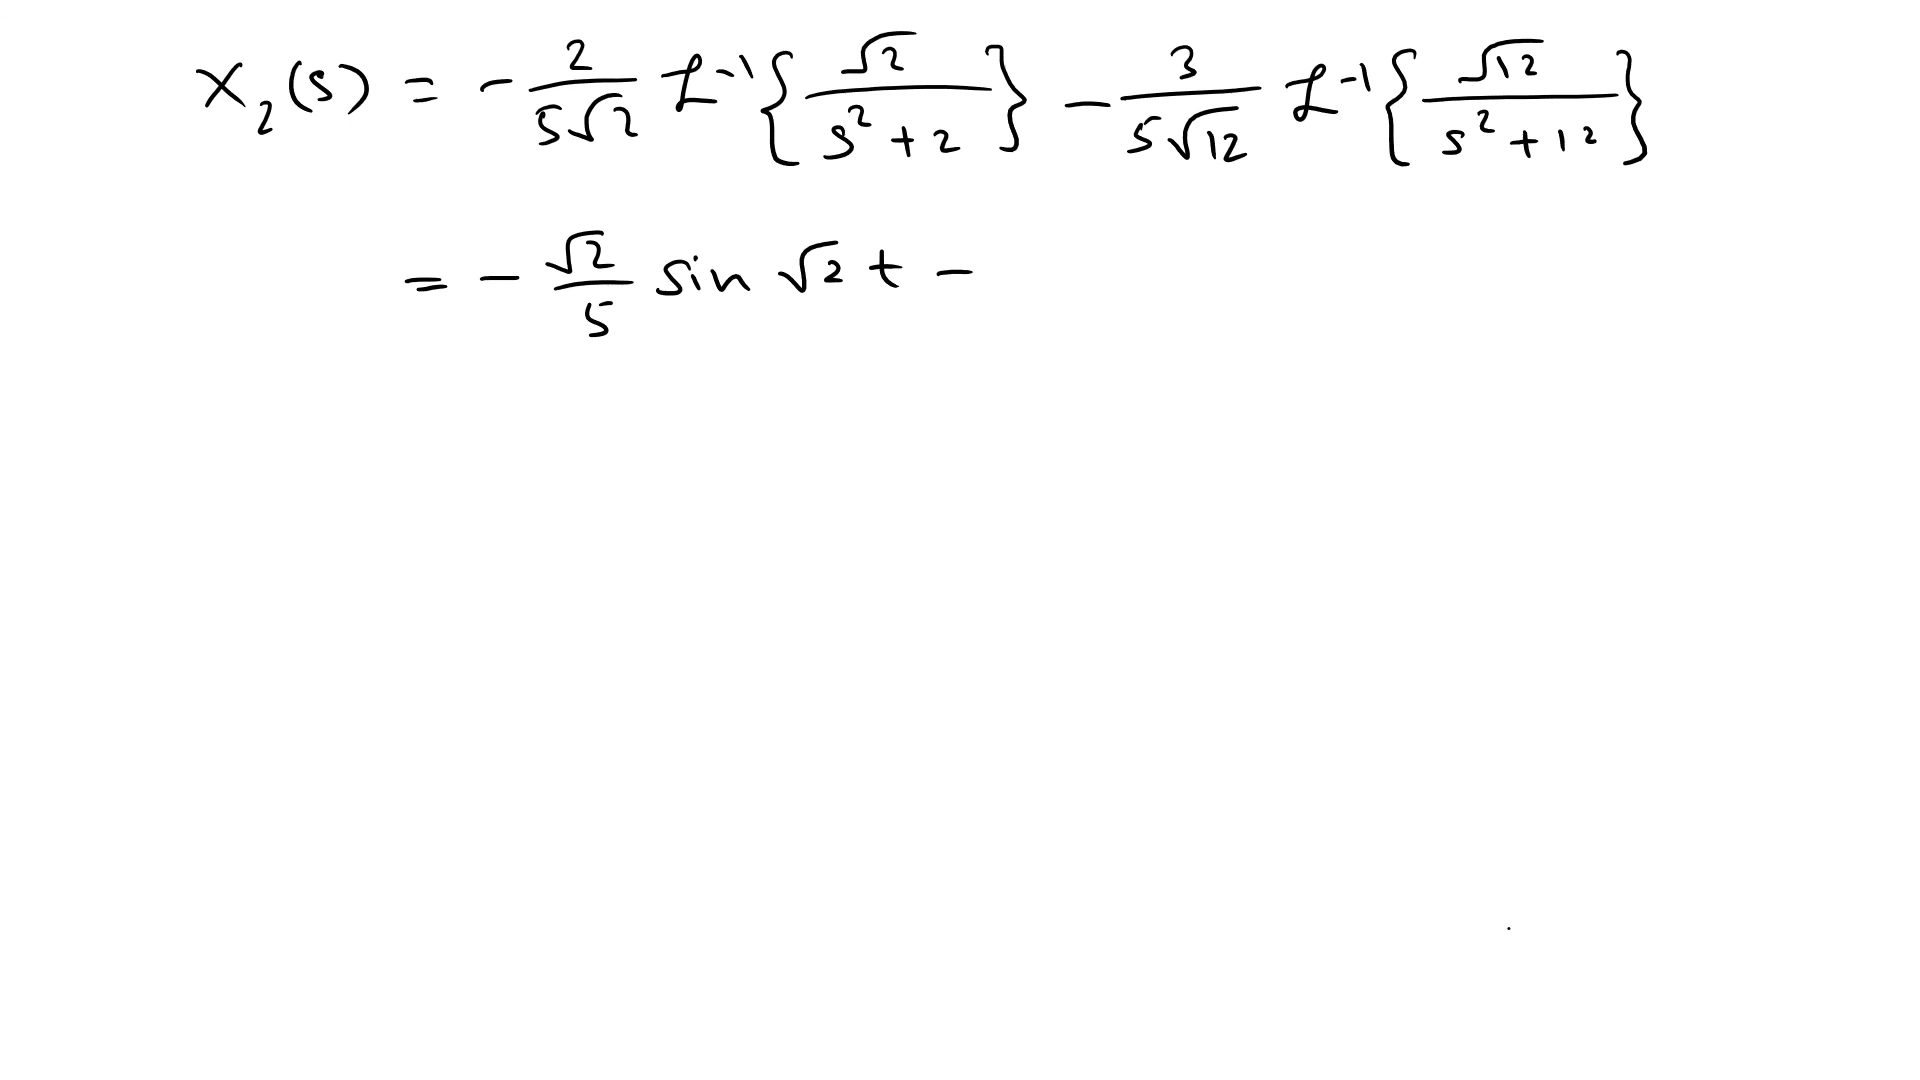 X₂(s) = - 2/(5√2) ℒ⁻¹{ √2/(s² + 2) } - 3/(5√12) ℒ⁻¹{ √12/(s² + 12) }
= - √2/5 sin √2 t -